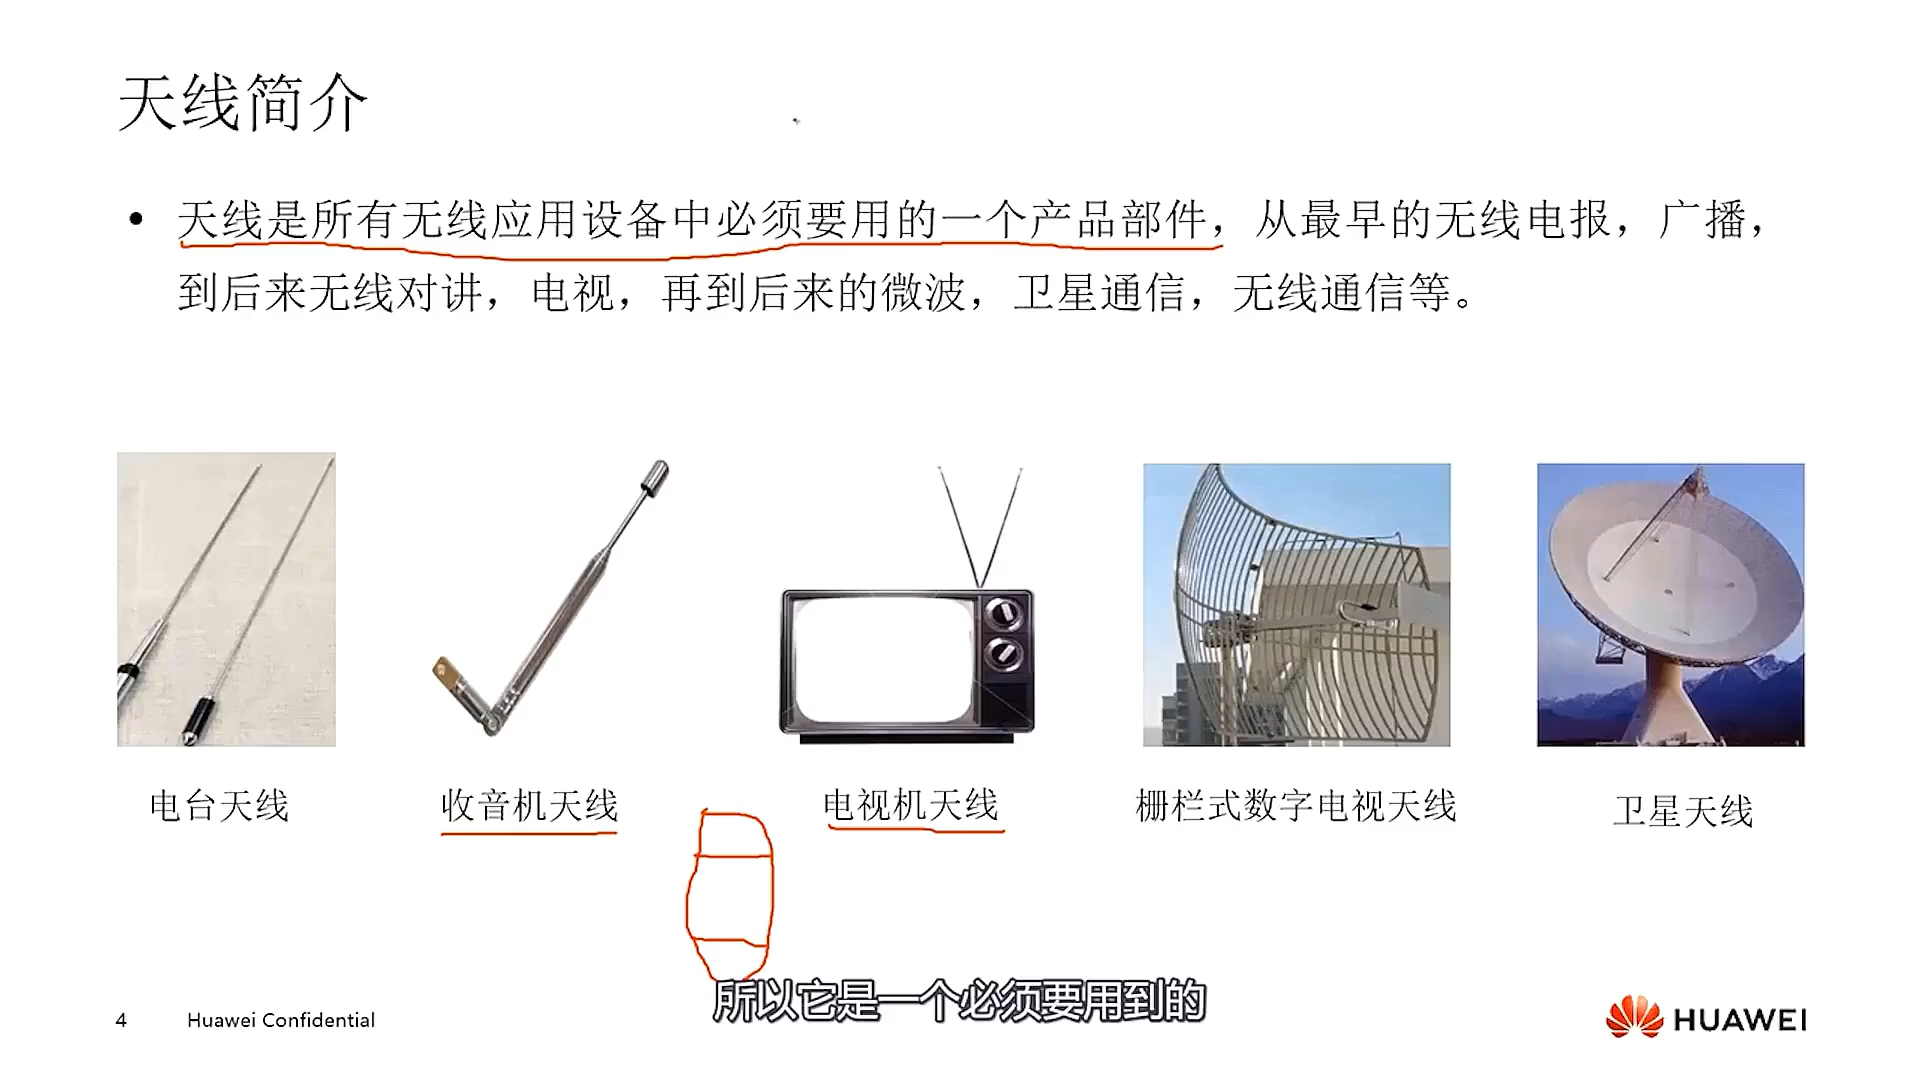 天线简介
• 天线是所有无线应用设备中必须要用的一个产品部件，从最早的无线电报，广播，
到后来无线对讲，电视，再到后来的微波，卫星通信，无线通信等。
电台天线
收音机天线
电视机天线
栅栏式数字电视天线
卫星天线
所以它是一个必须要用到的
4
Huawei Confidential
HUAWEI